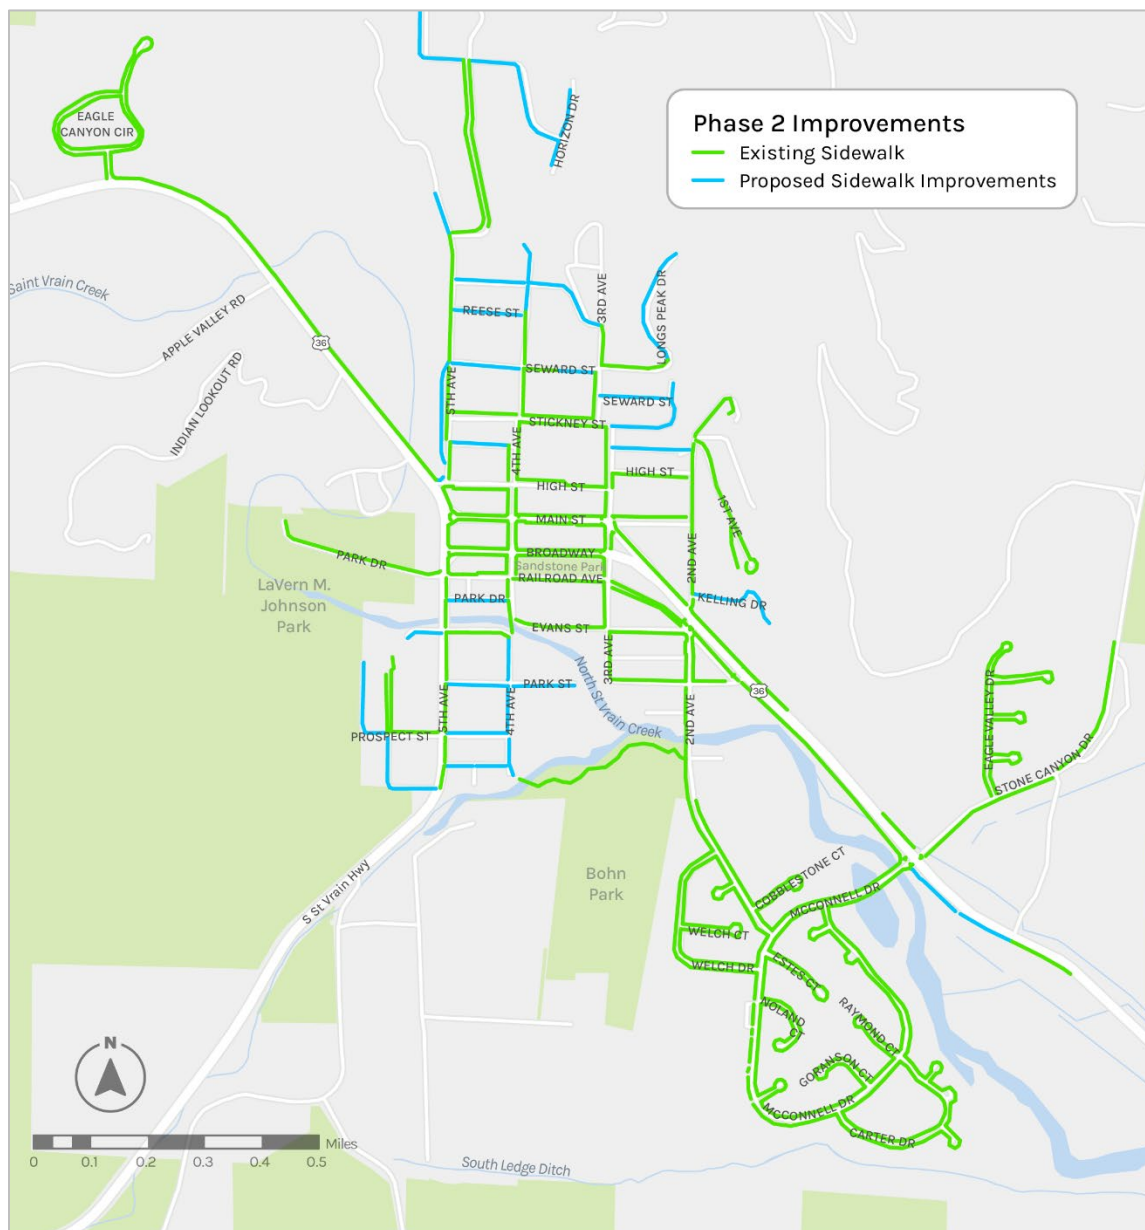 Phase 2 Improvements
Existing Sidewalk
Proposed Sidewalk Improvements
EAGLE
CANYON CIR
HORIZON DR
Saint Vrain Creek
APPLE VALLEY RD
INDIAN LOOKOUT RD
36
3RD AVE
LONGS PEAK DR
REESE ST
5TH AVE
SEWARD ST
SEWARD ST
STICKNEY ST
4TH AVE
HIGH ST
HIGH ST
1ST AVE
MAIN ST
BROADWAY
Sandstone Park
RAILROAD AVE
2ND AVE
PARK DR
LaVern M.
Johnson
Park
PARK DR
KELLING DR
EVANS ST
3RD AVE
North St Vrain Creek
PARK ST
5TH AVE
4TH AVE
2ND AVE
36
PROSPECT ST
EAGLE VALLEY DR
STONE CANYON DR
S St Vrain Hwy
Bohn
Park
COBBLESTONE CT
MCCONNELL DR
WELCH CT
WELCH DR
ESTES CT
NOLAND
CT
RAYMOND CT
GORANSON CT
MCCONNELL DR
CARTER DR
N
Miles
0 0.1 0.2 0.3 0.4 0.5
South Ledge Ditch